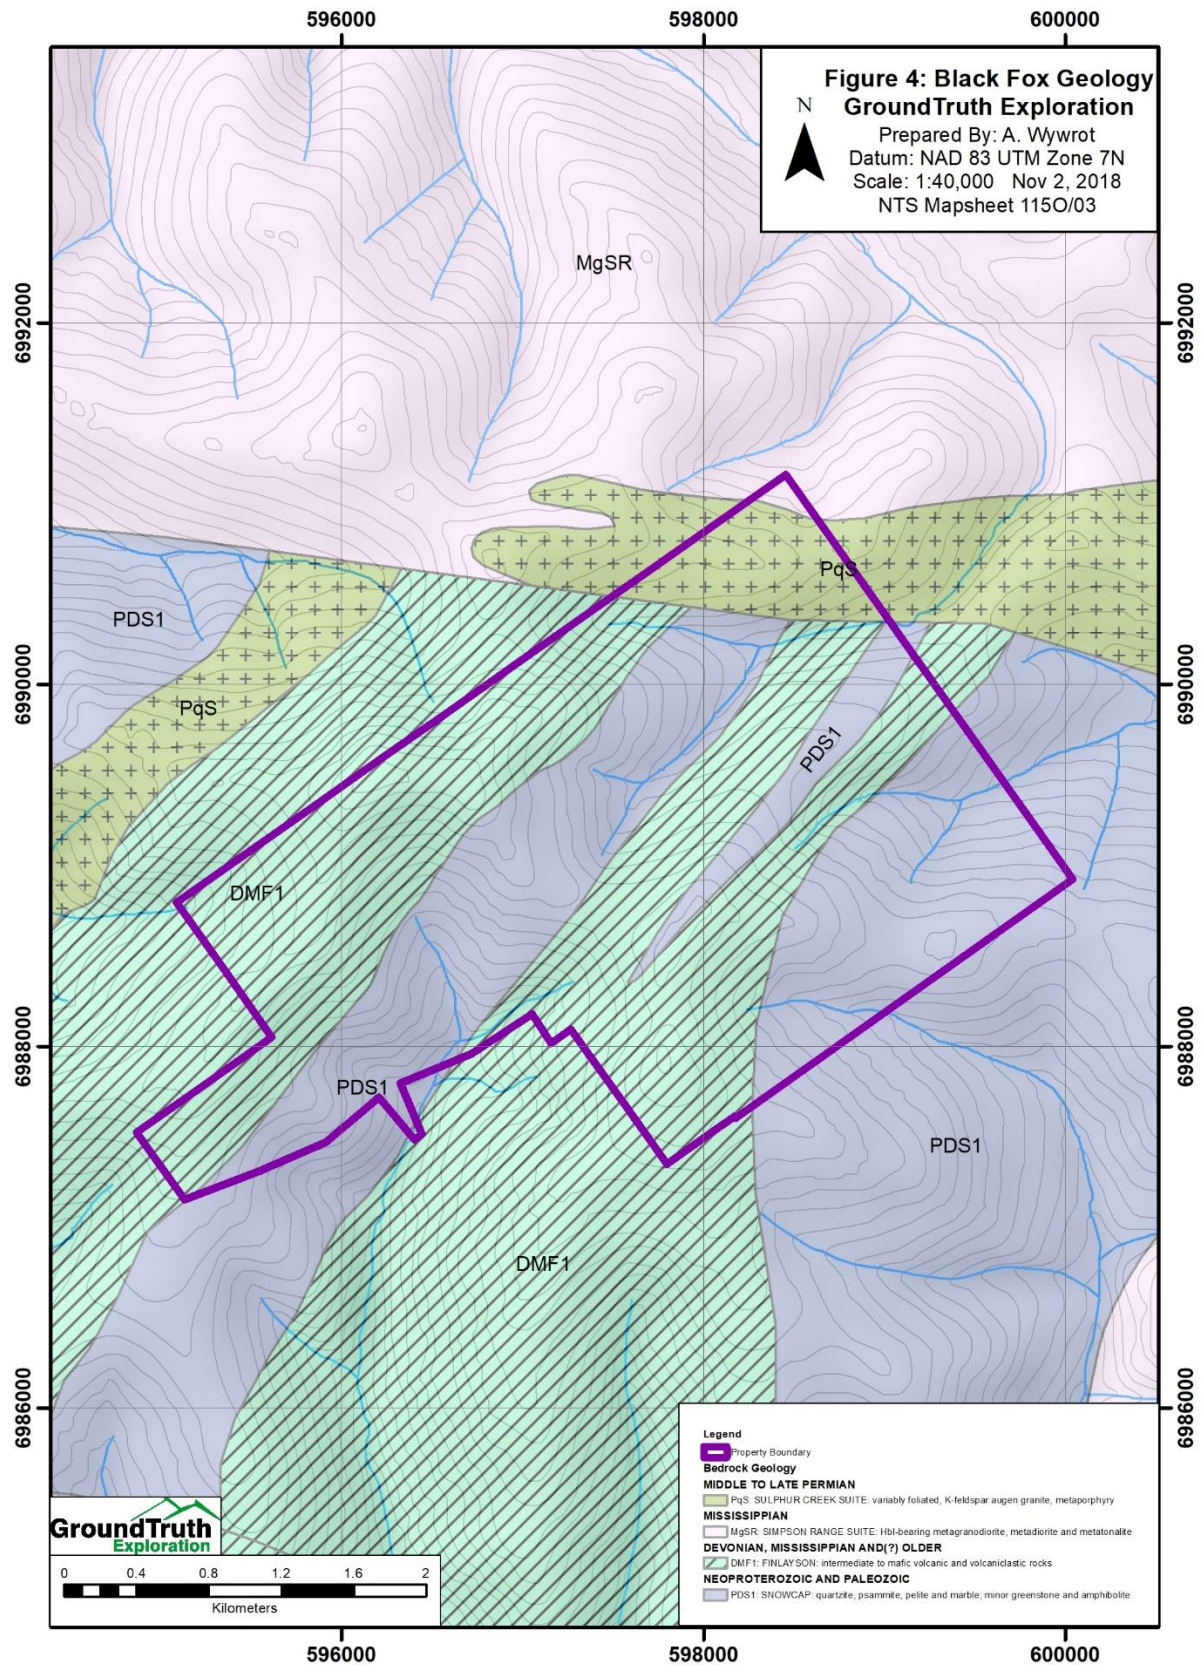 596000
598000
600000
Figure 4: Black Fox Geology
GroundTruth Exploration
Prepared By: A. Wywrot
Datum: NAD 83 UTM Zone 7N
Scale: 1:40,000 Nov 2, 2018
NTS Mapsheet 115O/03
N
MgSR
6992000
6992000
PqS
PDS1
6990000
6990000
PqS
PDS1
DMF1
6988000
6988000
PDS1
PDS1
DMF1
6986000
6986000
Legend
Property Boundary
Bedrock Geology
MIDDLE TO LATE PERMIAN
PqS: SULPHUR CREEK SUITE: variably foliated, K-feldspar augen granite, metaporphyry
MISSISSIPPIAN
MgSR: SIMPSON RANGE SUITE: Hbl-bearing metagranodiorite, metadiorite and metatonalite
DEVONIAN, MISSISSIPPIAN AND(?) OLDER
DMF1: FINLAYSON: intermediate to mafic volcanic and volcaniclastic rocks
NEOPROTEROZOIC AND PALEOZOIC
PDS1: SNOWCAP: quartzite, psammite, pelite and marble, minor greenstone and amphibolite
GroundTruth
Exploration
0 0.4 0.8 1.2 1.6 2
Kilometers
596000
598000
600000